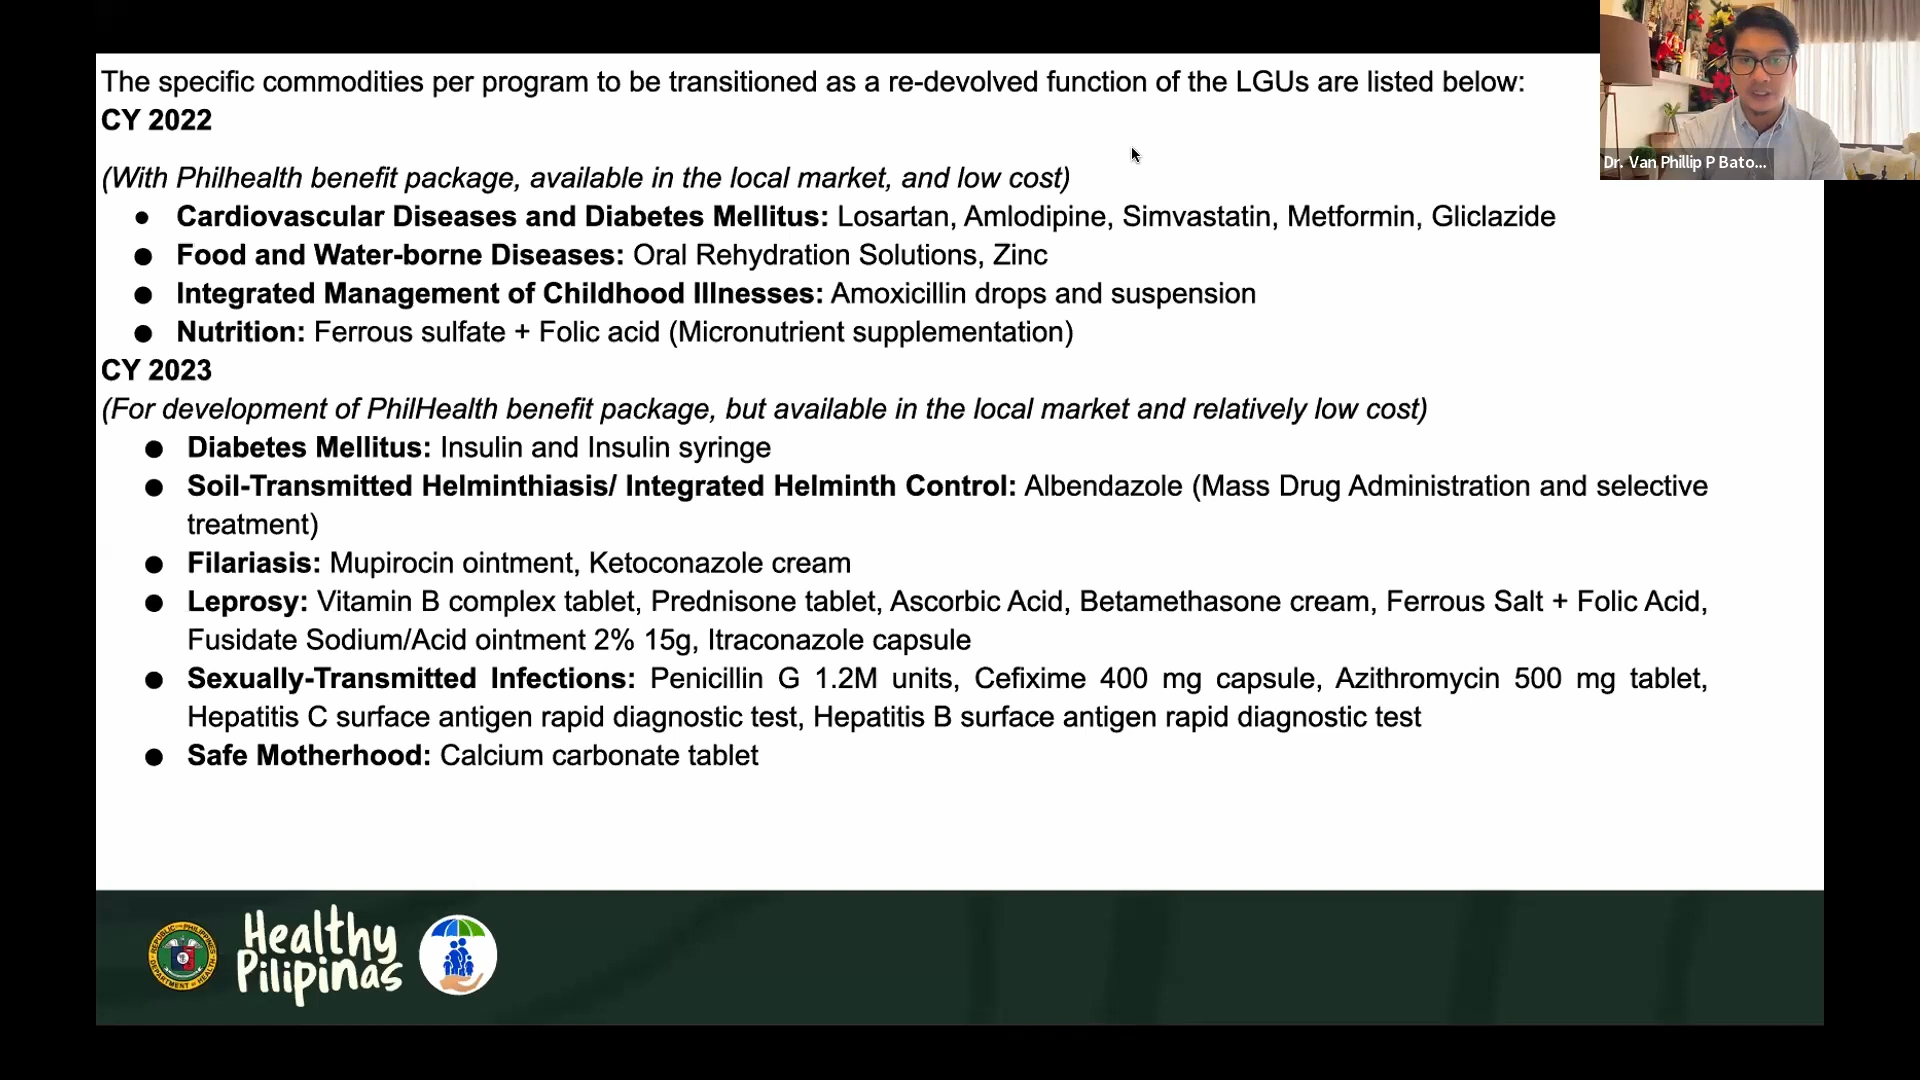 The specific commodities per program to be transitioned as a re-devolved function of the LGUs are listed below:
CY 2022
(With Philhealth benefit package, available in the local market, and low cost)
● Cardiovascular Diseases and Diabetes Mellitus: Losartan, Amlodipine, Simvastatin, Metformin, Gliclazide
● Food and Water-borne Diseases: Oral Rehydration Solutions, Zinc
● Integrated Management of Childhood Illnesses: Amoxicillin drops and suspension
● Nutrition: Ferrous sulfate + Folic acid (Micronutrient supplementation)
CY 2023
(For development of PhilHealth benefit package, but available in the local market and relatively low cost)
● Diabetes Mellitus: Insulin and Insulin syringe
● Soil-Transmitted Helminthiasis/ Integrated Helminth Control: Albendazole (Mass Drug Administration and selective
treatment)
● Filariasis: Mupirocin ointment, Ketoconazole cream
● Leprosy: Vitamin B complex tablet, Prednisone tablet, Ascorbic Acid, Betamethasone cream, Ferrous Salt + Folic Acid,
Fusidate Sodium/Acid ointment 2% 15g, Itraconazole capsule
● Sexually-Transmitted Infections: Penicillin G 1.2M units, Cefixime 400 mg capsule, Azithromycin 500 mg tablet,
Hepatitis C surface antigen rapid diagnostic test, Hepatitis B surface antigen rapid diagnostic test
● Safe Motherhood: Calcium carbonate tablet
Dr. Van Phillip P Bato...
REPUBLIC PHILIPPINES
DEPARTMENT OF HEALTH
Healthy
Pilipinas